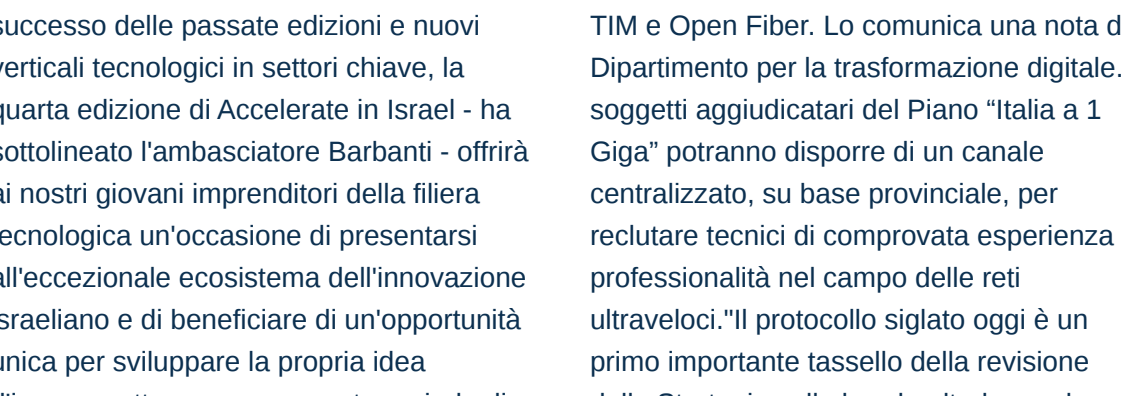 successo delle passate edizioni e nuovi
verticali tecnologici in settori chiave, la
quarta edizione di Accelerate in Israel - ha
sottolineato l'ambasciatore Barbanti - offrirà
ai nostri giovani imprenditori della filiera
tecnologica un'occasione di presentarsi
all'eccezionale ecosistema dell'innovazione
israeliano e di beneficiare di un'opportunità
unica per sviluppare la propria idea
TIM e Open Fiber. Lo comunica una nota d
Dipartimento per la trasformazione digitale.
soggetti aggiudicatari del Piano “Italia a 1
Giga” potranno disporre di un canale
centralizzato, su base provinciale, per
reclutare tecnici di comprovata esperienza
professionalità nel campo delle reti
ultraveloci."Il protocollo siglato oggi è un
primo importante tassello della revisione